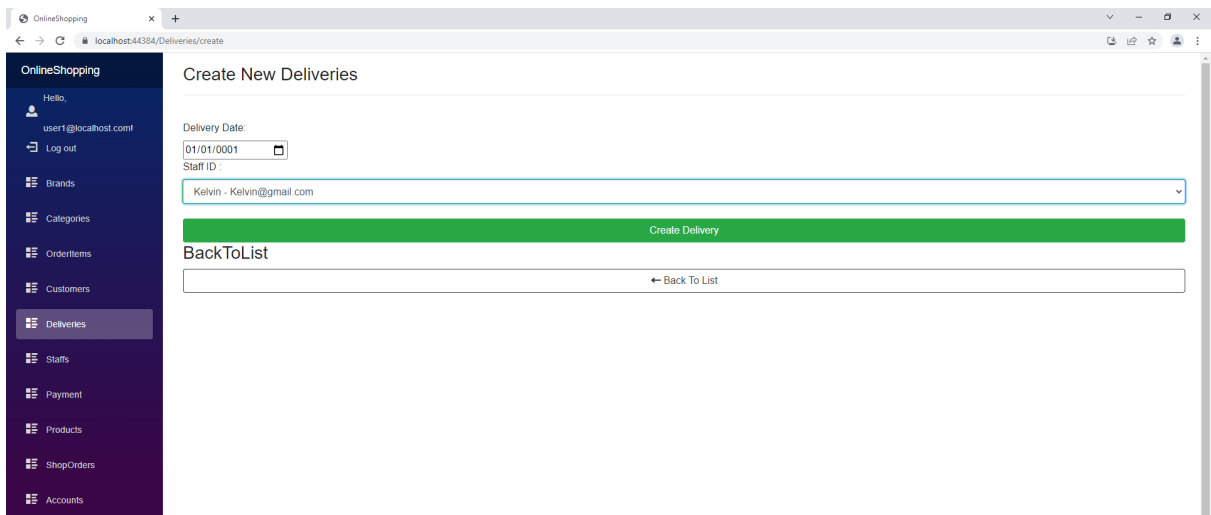 OnlineShopping
localhost:44384/Deliveries/create
OnlineShopping
Hello,
user1@localhost.com!
Log out
Brands
Categories
OrderItems
Customers
Deliveries
Staffs
Payment
Products
ShopOrders
Accounts
Create New Deliveries
Delivery Date:
01/01/0001
Staff ID :
Kelvin - Kelvin@gmail.com
Create Delivery
BackToList
Back To List